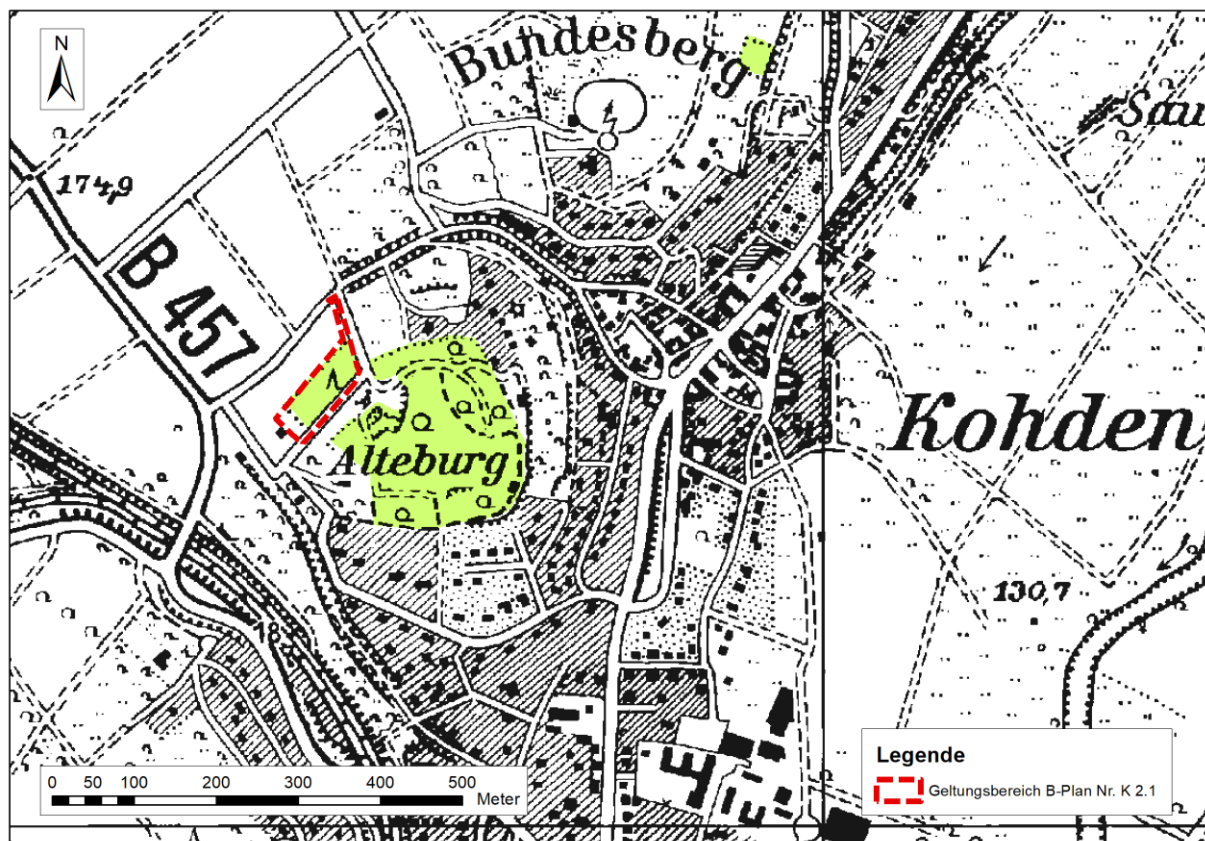 N
Bundesberg
Sau
174,9
B 457
Kohden
Alteburg
130,7
0 50 100 200 300 400 500
Meter
Legende
Geltungsbereich B-Plan Nr. K 2.1